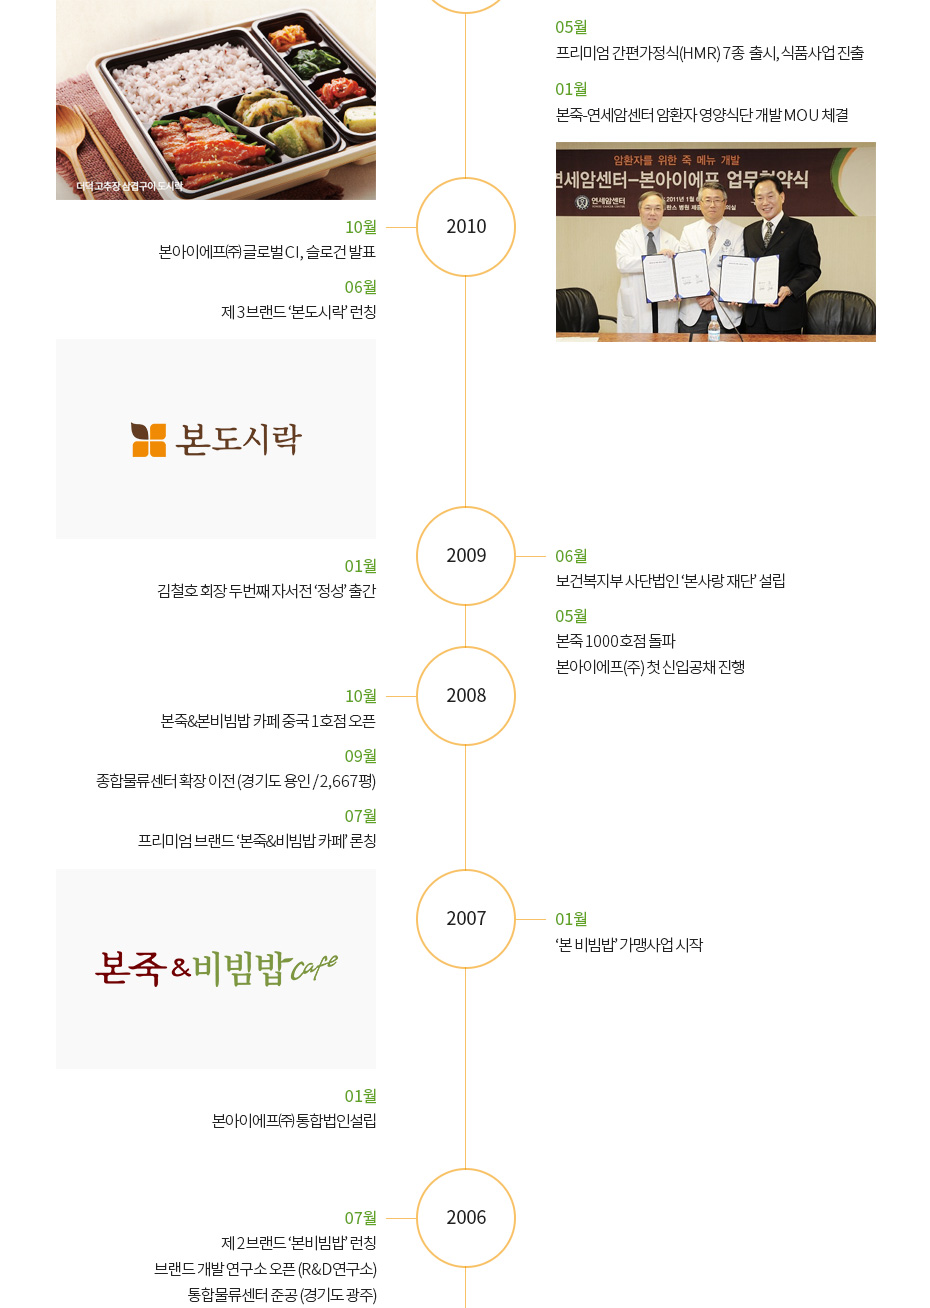 05월
프리미엄 간편가정식(HMR) 7종 출시, 식품사업 진출
01월
본죽-연세암센터 암환자 영양식단 개발 MOU 체결
더덕고추장 삼겹구이 도시락
암환자를 위한 죽 메뉴 개발
연세암센터-본아이에프 업무협약식
연세암센터
2010
10월
본아이에프㈜ 글로벌 CI, 슬로건 발표
06월
제 3브랜드 ‘본도시락’ 런칭
본도시락
2009
01월
김철호 회장 두번째 자서전 ‘정성’ 출간
06월
보건복지부 사단법인 ‘본사랑 재단’ 설립
05월
본죽 1000호점 돌파
본아이에프(주) 첫 신입공채 진행
2008
10월
본죽&본비빔밥 카페 중국 1호점 오픈
09월
종합물류센터 확장 이전 (경기도 용인 / 2,667평)
07월
프리미엄 브랜드 ‘본죽&비빔밥 카페’ 론칭
본죽&비빔밥cafe
2007
01월
‘본 비빔밥’ 가맹사업 시작
01월
본아이에프㈜ 통합법인설립
2006
07월
제 2브랜드 ‘본비빔밥’ 런칭
브랜드 개발 연구소 오픈 (R&D연구소)
통합물류센터 준공 (경기도 광주)